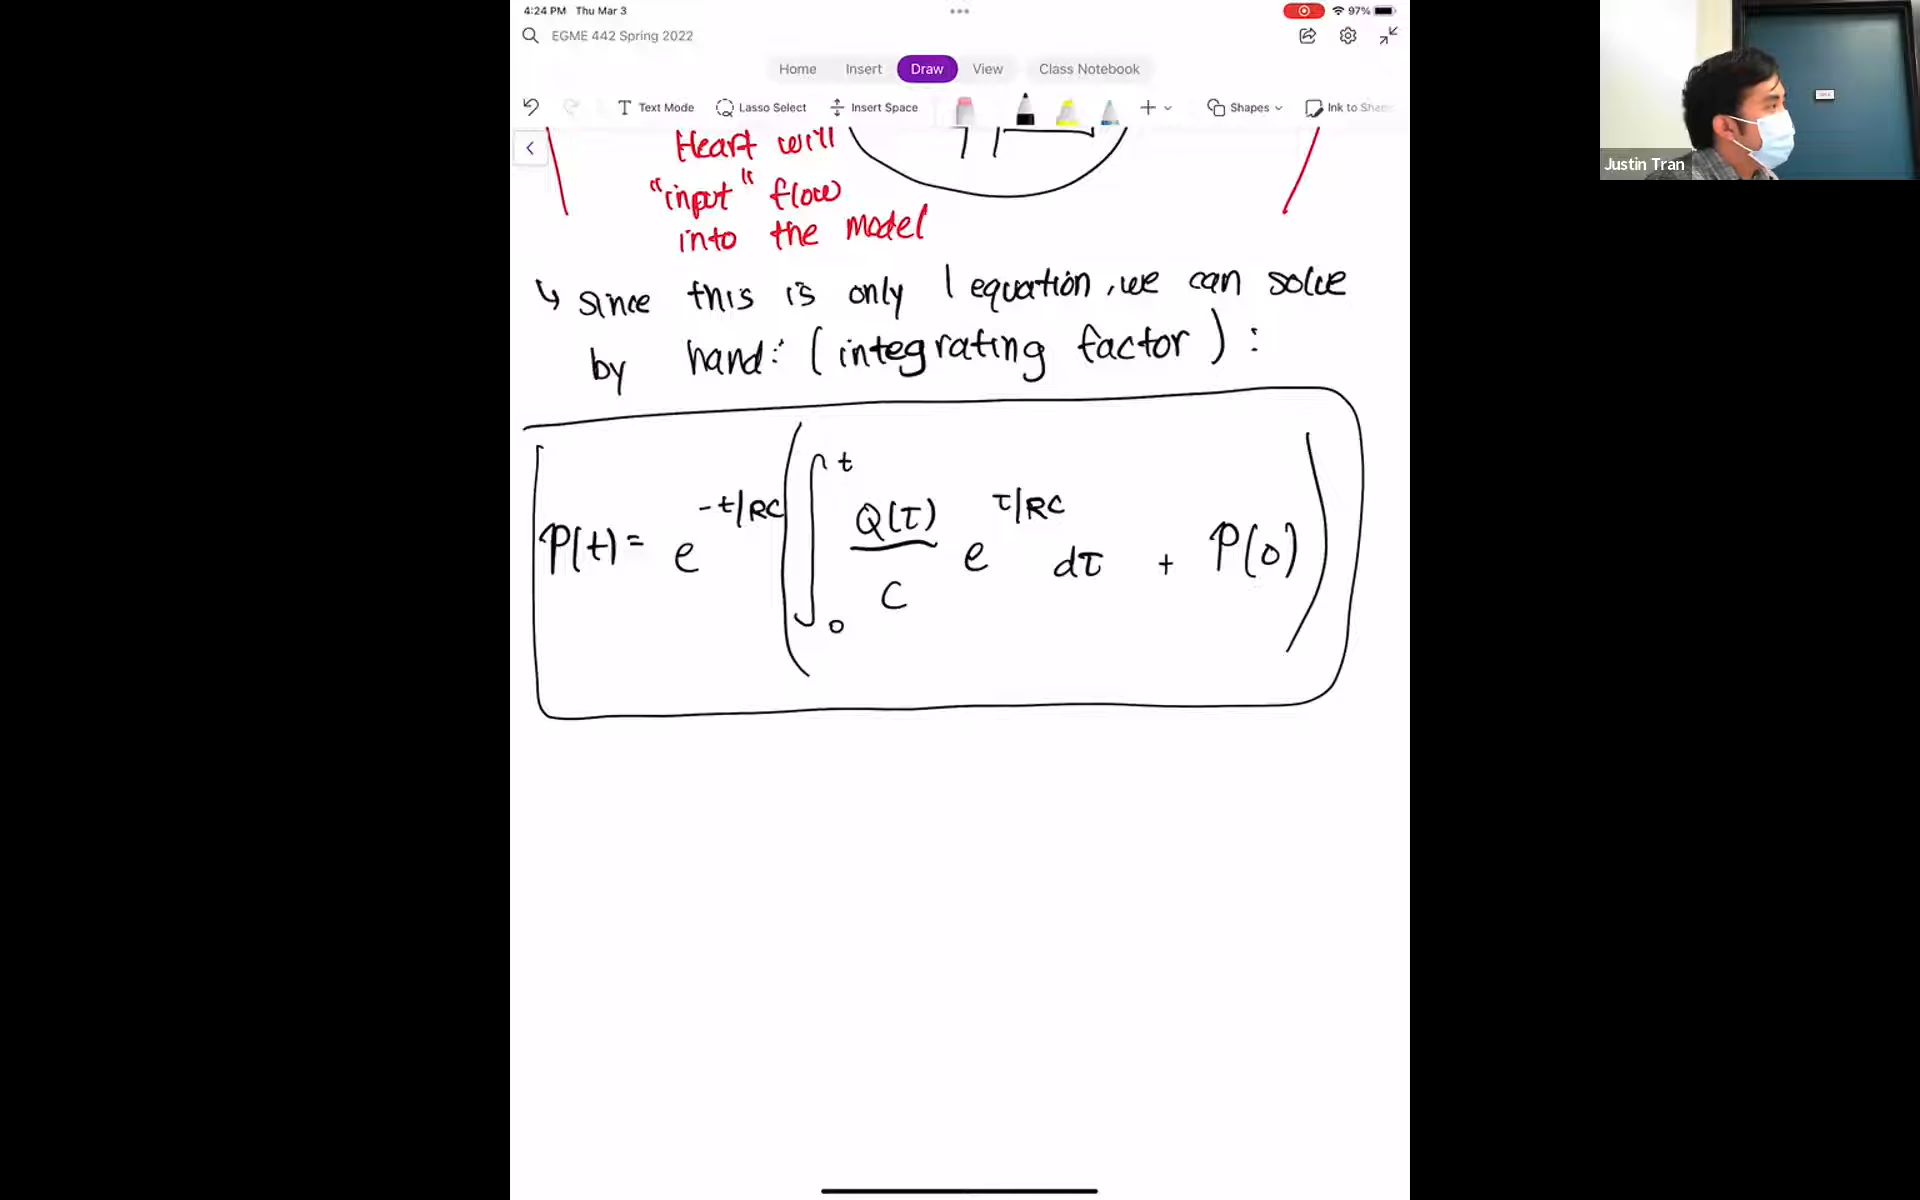 4:24 PM Thu Mar 3
97%
EGME 442 Spring 2022
Home Insert Draw View Class Notebook
Text Mode Lasso Select Insert Space Shapes Ink to
Heart will
"input" flow
into the model
↳ since this is only 1 equation, we can solve
by hand: (integrating factor):
P(t) = e^{-t/RC} ( ∫_0^t Q(τ)/C e^{τ/RC} dτ + P(0) )
Justin Tran